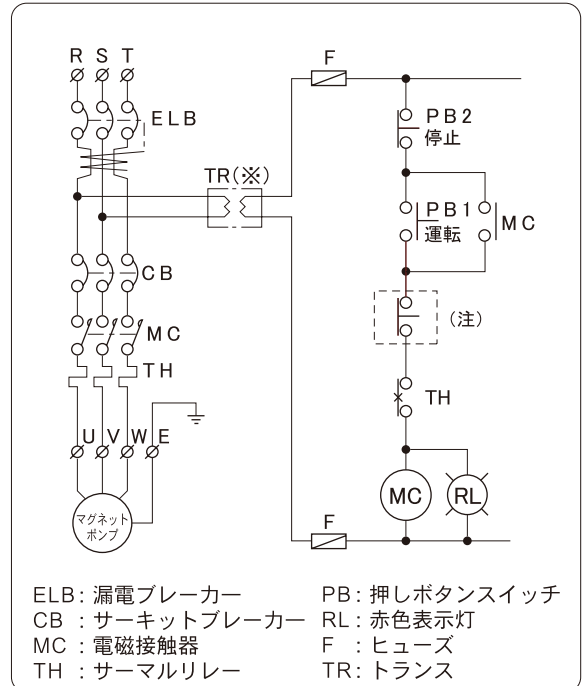 R S T
F
ELB
PB2
停止
TR(※)
PB1
運転
MC
CB
(注)
MC
TH
TH
U V W E
MC
RL
マグネット
ポンプ
F
ELB: 漏電ブレーカー
CB : サーキットブレーカー
MC : 電磁接触器
TH : サーマルリレー
PB: 押しボタンスイッチ
RL: 赤色表示灯
F : ヒューズ
TR: トランス